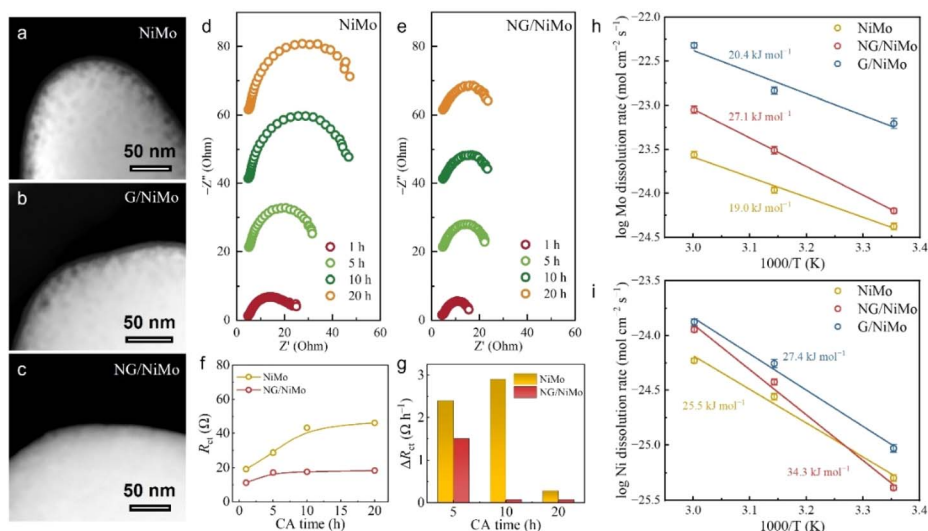 a
NiMo
50 nm
b
G/NiMo
50 nm
c
NG/NiMo
50 nm
d
NiMo
−Z'' (Ohm)
80
60
40
20
0
1 h
5 h
10 h
20 h
0 20 40 60
Z' (Ohm)
e
NG/NiMo
−Z'' (Ohm)
80
60
40
20
0
1 h
5 h
10 h
20 h
0 20 40 60
Z' (Ohm)
f
NiMo
NG/NiMo
Rct (Ω)
80
60
40
20
0
0 5 10 15 20
CA time (h)
g
NiMo
NG/NiMo
ΔRct (Ω h⁻¹)
3
2
1
0
5 10 20
CA time (h)
h
NiMo
NG/NiMo
G/NiMo
20.4 kJ mol⁻¹
27.1 kJ mol⁻¹
19.0 kJ mol⁻¹
log Mo dissolution rate (mol cm⁻² s⁻¹)
−22.0
−22.5
−23.0
−23.5
−24.0
−24.5
3.0 3.1 3.2 3.3 3.4
1000/T (K)
i
NiMo
NG/NiMo
G/NiMo
27.4 kJ mol⁻¹
25.5 kJ mol⁻¹
34.3 kJ mol⁻¹
log Ni dissolution rate (mol cm⁻² s⁻¹)
−23.5
−24.0
−24.5
−25.0
−25.5
3.0 3.1 3.2 3.3 3.4
1000/T (K)